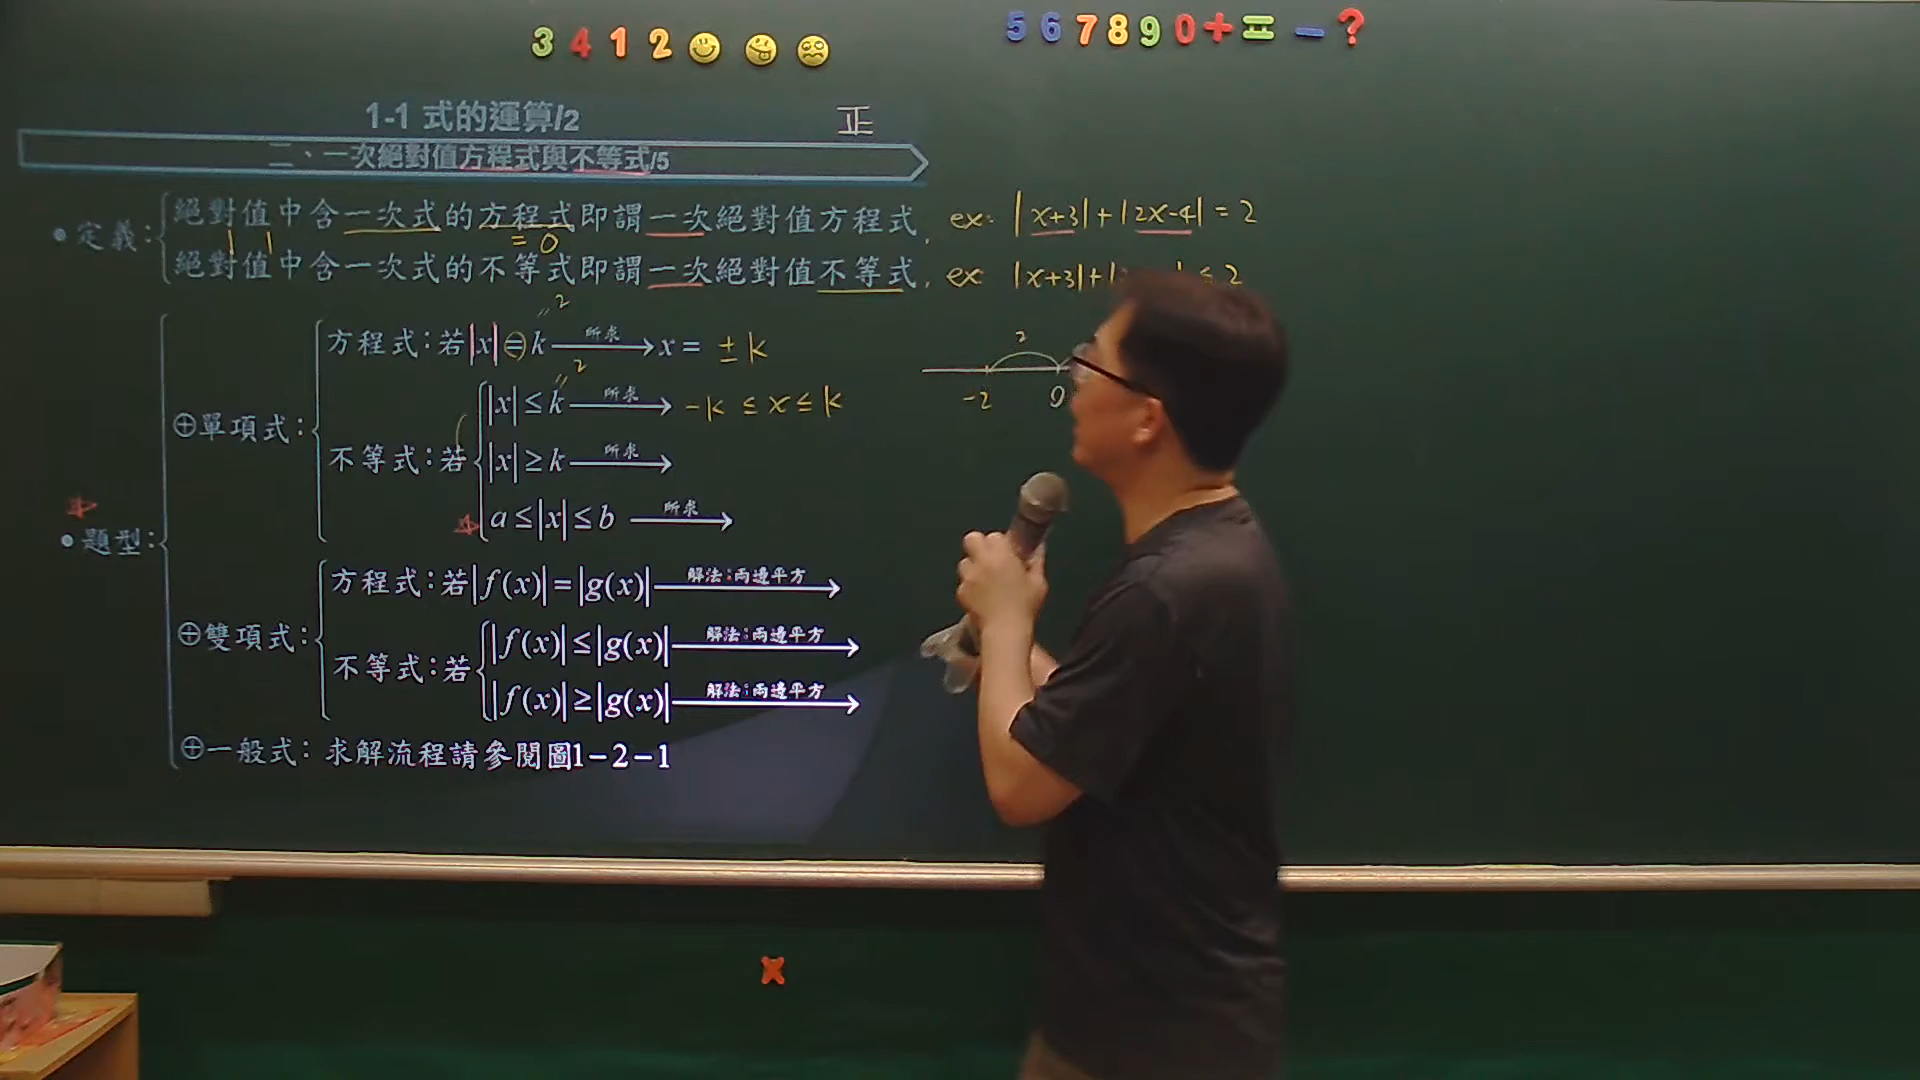 3 4 1 2
5 6 7 8 9 0 + = − ?
1-1 式的運算/2
正
二、一次絕對值方程式與不等式/5
•定義：
絕對值中含一次式的方程式即謂一次絕對值方程式. ex: |x+3|+|2x-4|=2
= 0
絕對值中含一次式的不等式即謂一次絕對值不等式. ex: |x+3|+| | ≤ 2
•題型：
⊕單項式：
方程式：若|x|=k 所求 x= ±k
2
不等式：若
|x|≤k 所求 -k ≤ x ≤ k
2
|x|≥k 所求
a≤|x|≤b 所求
2
-2 0
⊕雙項式：
方程式：若|f(x)|=|g(x)| 解法：兩邊平方
不等式：若
|f(x)|≤|g(x)| 解法：兩邊平方
|f(x)|≥|g(x)| 解法：兩邊平方
⊕一般式：求解流程請參閱圖1-2-1
x